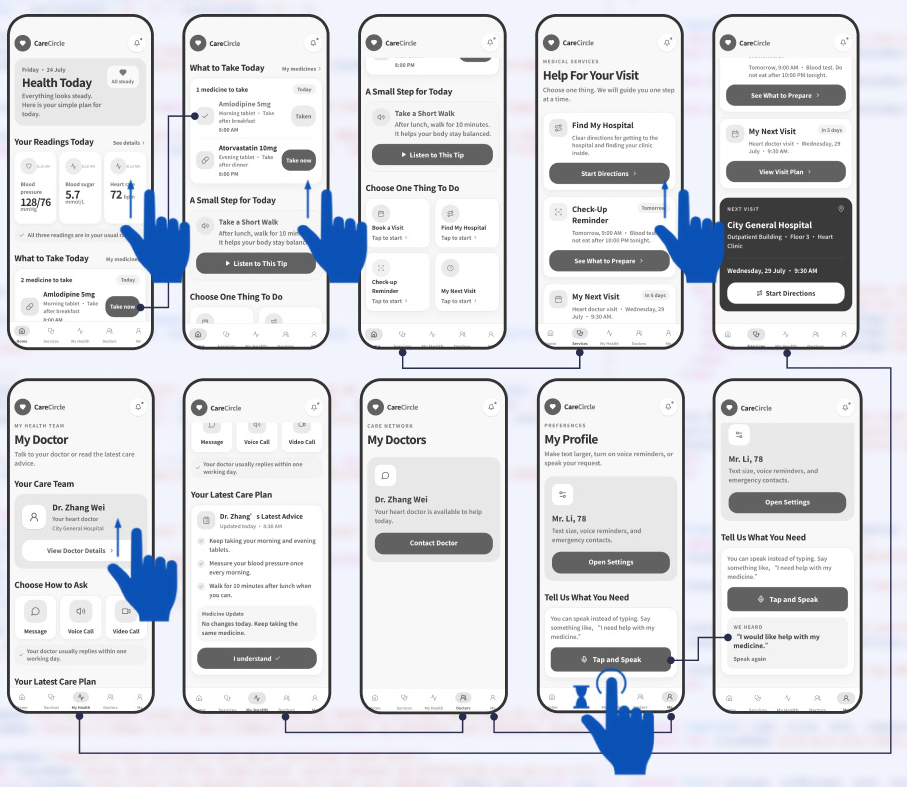 CareCircle
Friday • 24 July
Health Today
Everything looks steady.
Here is your simple plan for
today.
All steady
Your Readings Today
See details ›
Blood
pressure
128/76
mmHg
Blood sugar
5.7
mmol/L
72
All three readings are in your usual
What to Take Today
My medicines
2 medicine to take
Today
Amlodipine 5mg
Morning tablet • Take
after breakfast
8:00 AM
Take now
Home
Services
My Health
Doctors
Me
CareCircle
What to Take Today
My medicines ›
1 medicine to take
Today
Amlodipine 5mg
Morning tablet • Take
after breakfast
8:00 AM
Taken
Atorvastatin 10mg
Evening tablet • Take
after dinner
8:00 PM
Take now
A Small Step for Today
Take a Short Walk
After lunch, walk for 10
It helps your body stay balanced.
Listen to This Tip
Choose One Thing To Do
CareCircle
8:00 PM
A Small Step for Today
Take a Short Walk
After lunch, walk for 10 minutes.
It helps your body stay balanced.
Listen to This Tip
Choose One Thing To Do
Book a Visit
Tap to start ›
Find My Hospital
Tap to start ›
Check-up
Reminder
Tap to start ›
My Next Visit
Tap to start ›
CareCircle
MEDICAL SERVICES
Help For Your Visit
Choose one thing. We will guide you one step
at a time.
Find My Hospital
Clear directions for getting to the
hospital and finding your clinic
inside.
Start Directions ›
Check-Up
Reminder
Tomorrow
Tomorrow, 9:00 AM • Blood test. Do
not eat after 10:00 PM tonight.
See What to Prepare ›
My Next Visit
In 5 days
Heart doctor visit • Wednesday, 29
July • 9:30 AM.
Services
CareCircle
Tomorrow, 9:00 AM • Blood test. Do
not eat after 10:00 PM tonight.
See What to Prepare ›
My Next Visit
In 5 days
Heart doctor visit • Wednesday, 29
July • 9:30 AM.
View Visit Plan ›
NEXT VISIT
City General Hospital
Outpatient Building • Floor 3 • Heart
Clinic
Wednesday, 29 July • 9:30 AM
Start Directions
CareCircle
MY HEALTH TEAM
My Doctor
Talk to your doctor or read the latest care
advice.
Your Care Team
Dr. Zhang Wei
Your heart doctor
City General Hospital
View Doctor Details ›
Choose How to Ask
Message
Voice Call
Video Call
Your doctor usually replies within one
working day.
Your Latest Care Plan
My Health
CareCircle
Message
Voice Call
Video Call
Your doctor usually replies within one
working day.
Your Latest Care Plan
Dr. Zhang' s Latest Advice
Updated today • 8:30 AM
Keep taking your morning and evening
tablets.
Measure your blood pressure once
every morning.
Walk for 10 minutes after lunch when
you can.
Medicine Update
No changes today. Keep taking the
same medicine.
I understand
CareCircle
CARE NETWORK
My Doctors
Dr. Zhang Wei
Your heart doctor is available to help
today.
Contact Doctor
Doctors
CareCircle
PREFERENCES
My Profile
Make text larger, turn on voice reminders, or
speak your request.
Mr. Li, 78
Text size, voice reminders, and
emergency contacts.
Open Settings
Tell Us What You Need
You can speak instead of typing. Say
something like, “I need help with my
medicine.”
Tap and Speak
CareCircle
Mr. Li, 78
Text size, voice reminders, and
emergency contacts.
Open Settings
Tell Us What You Need
You can speak instead of typing. Say
something like, “I need help with my
medicine.”
Tap and Speak
WE HEARD
“I would like help with my
medicine.”
Speak again